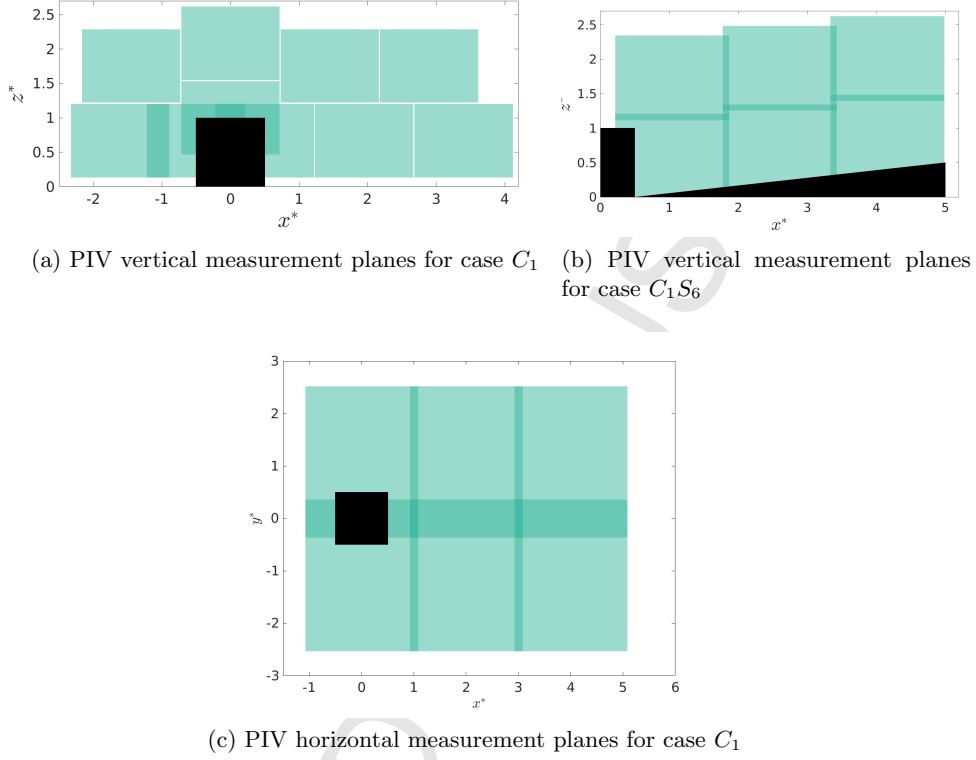 2.5
2
1.5
1
0.5
0
z*
-2 -1 0 1 2 3 4
x*
2.5
2
1.5
1
0.5
0
z⁻
0 1 2 3 4 5
x*
(a) PIV vertical measurement planes for case C₁
(b) PIV vertical measurement planes
for case C₁S₆
3
2
1
0
-1
-2
-3
y*
-1 0 1 2 3 4 5 6
x*
(c) PIV horizontal measurement planes for case C₁